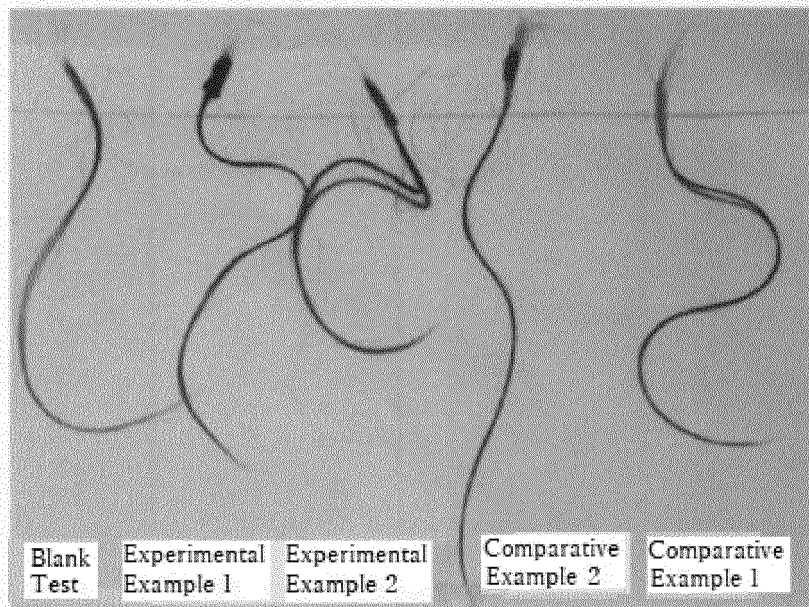 Blank
Test
Experimental
Example 1
Experimental
Example 2
Comparative
Example 2
Comparative
Example 1